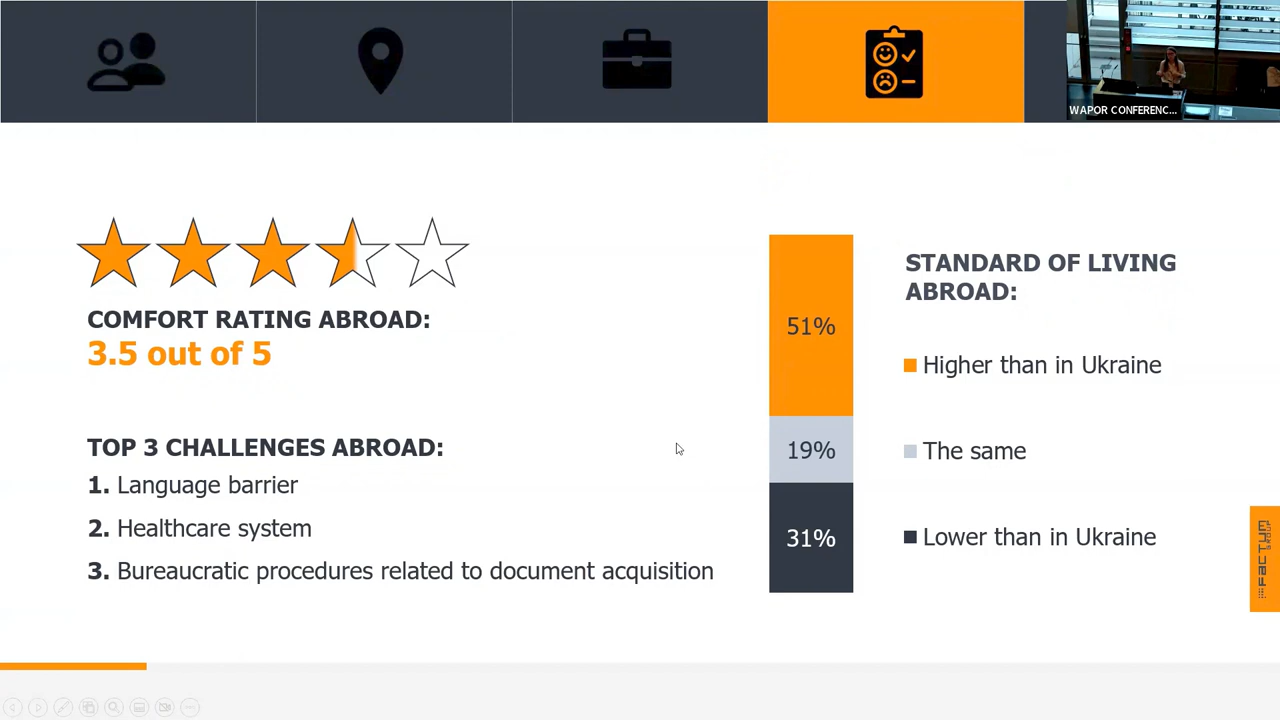 WAPOR CONFERENC...
COMFORT RATING ABROAD:
3.5 out of 5
TOP 3 CHALLENGES ABROAD:
1. Language barrier
2. Healthcare system
3. Bureaucratic procedures related to document acquisition
51%
19%
31%
STANDARD OF LIVING
ABROAD:
Higher than in Ukraine
The same
Lower than in Ukraine
FACTUM
GROUP